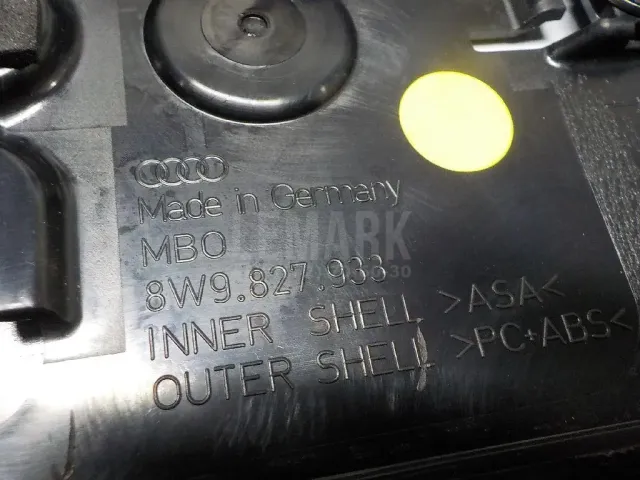 Made in Germany
MBO
8W9.827.933
INNER SHELL >ASA<
OUTER SHELL >PC+ABS<